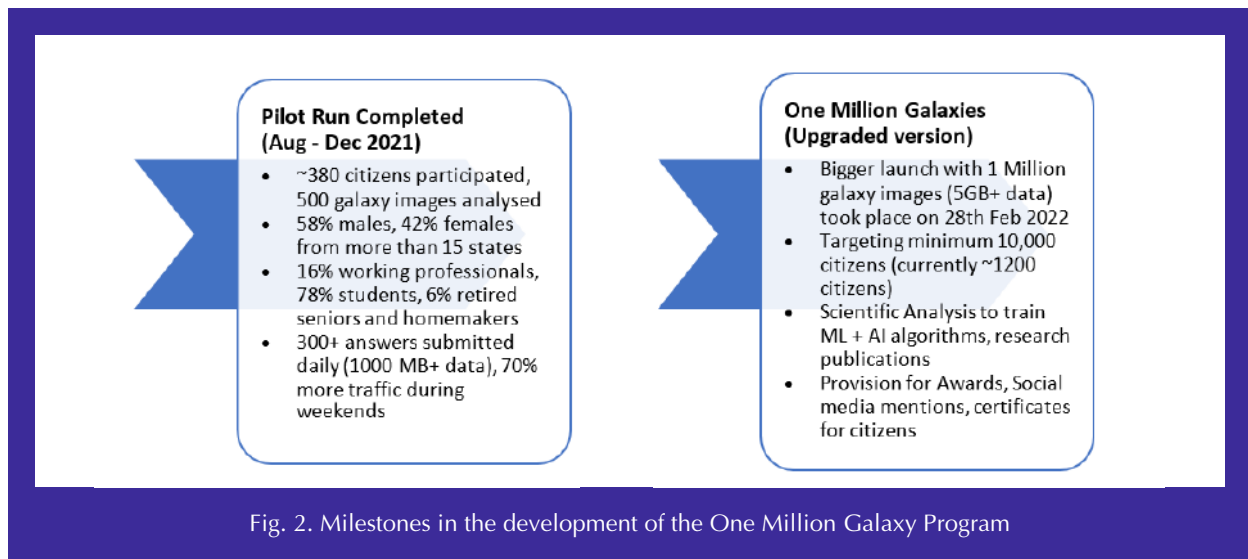 Pilot Run Completed
(Aug - Dec 2021)
• ~380 citizens participated,
500 galaxy images analysed
• 58% males, 42% females
from more than 15 states
• 16% working professionals,
78% students, 6% retired
seniors and homemakers
• 300+ answers submitted
daily (1000 MB+ data), 70%
more traffic during
weekends
One Million Galaxies
(Upgraded version)
• Bigger launch with 1 Million
galaxy images (5GB+ data)
took place on 28th Feb 2022
• Targeting minimum 10,000
citizens (currently ~1200
citizens)
• Scientific Analysis to train
ML + AI algorithms, research
publications
• Provision for Awards, Social
media mentions, certificates
for citizens
Fig. 2. Milestones in the development of the One Million Galaxy Program